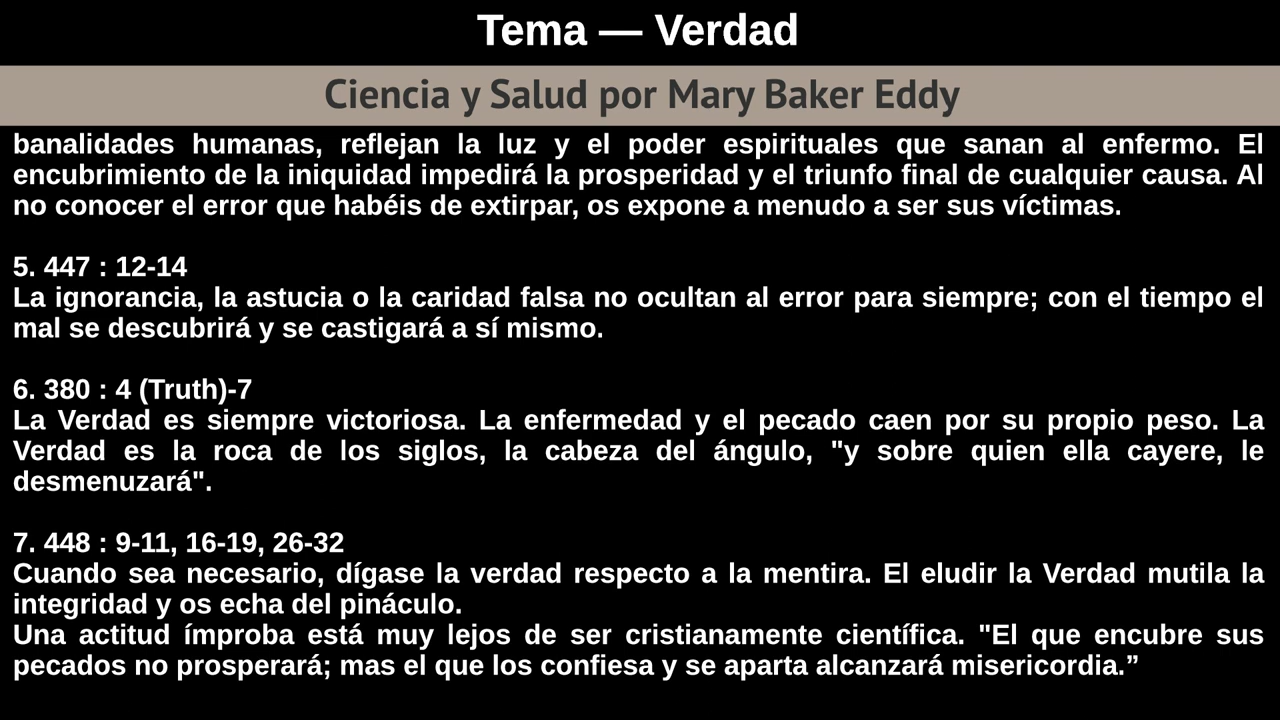 Tema — Verdad
Ciencia y Salud por Mary Baker Eddy
banalidades humanas, reflejan la luz y el poder espirituales que sanan al enfermo. El
encubrimiento de la iniquidad impedirá la prosperidad y el triunfo final de cualquier causa. Al
no conocer el error que habéis de extirpar, os expone a menudo a ser sus víctimas.
5. 447 : 12-14
La ignorancia, la astucia o la caridad falsa no ocultan al error para siempre; con el tiempo el
mal se descubrirá y se castigará a sí mismo.
6. 380 : 4 (Truth)-7
La Verdad es siempre victoriosa. La enfermedad y el pecado caen por su propio peso. La
Verdad es la roca de los siglos, la cabeza del ángulo, "y sobre quien ella cayere, le
desmenuzará".
7. 448 : 9-11, 16-19, 26-32
Cuando sea necesario, dígase la verdad respecto a la mentira. El eludir la Verdad mutila la
integridad y os echa del pináculo.
Una actitud ímproba está muy lejos de ser cristianamente científica. "El que encubre sus
pecados no prosperará; mas el que los confiesa y se aparta alcanzará misericordia.”